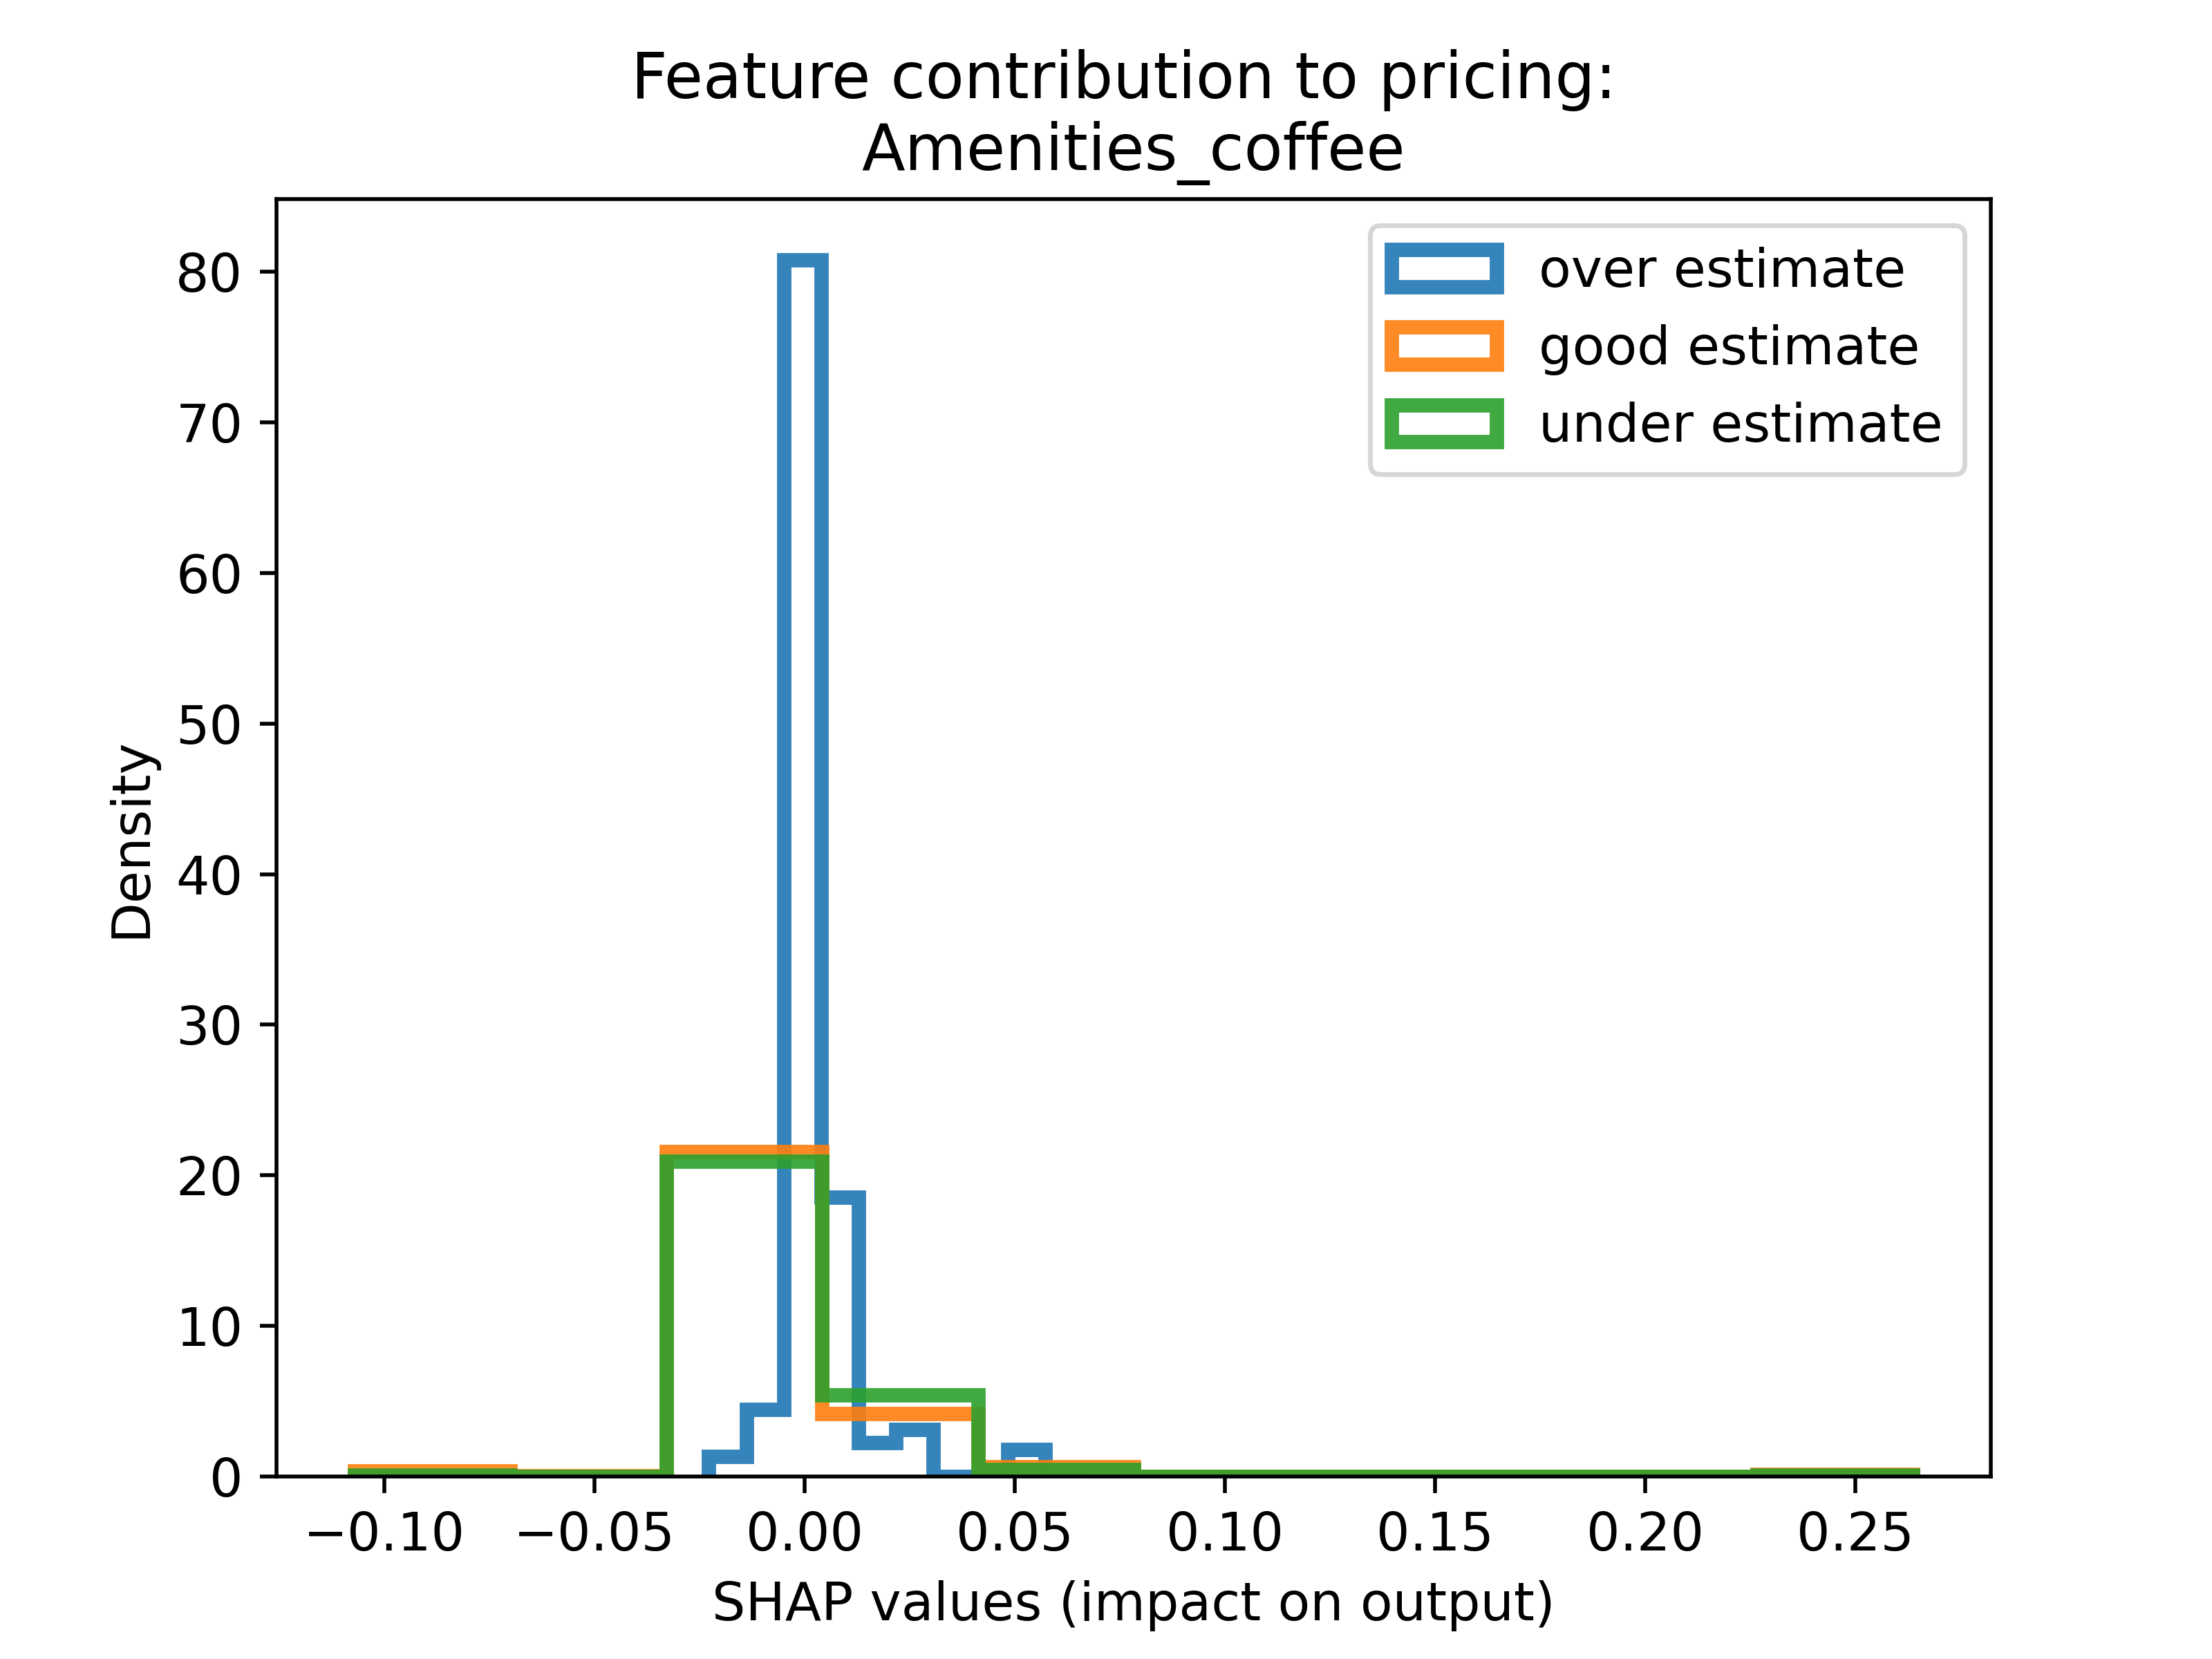 Feature contribution to pricing:
Amenities_coffee
over estimate
good estimate
under estimate
80
70
60
50
40
30
20
10
0
Density
−0.10 −0.05 0.00 0.05 0.10 0.15 0.20 0.25
SHAP values (impact on output)